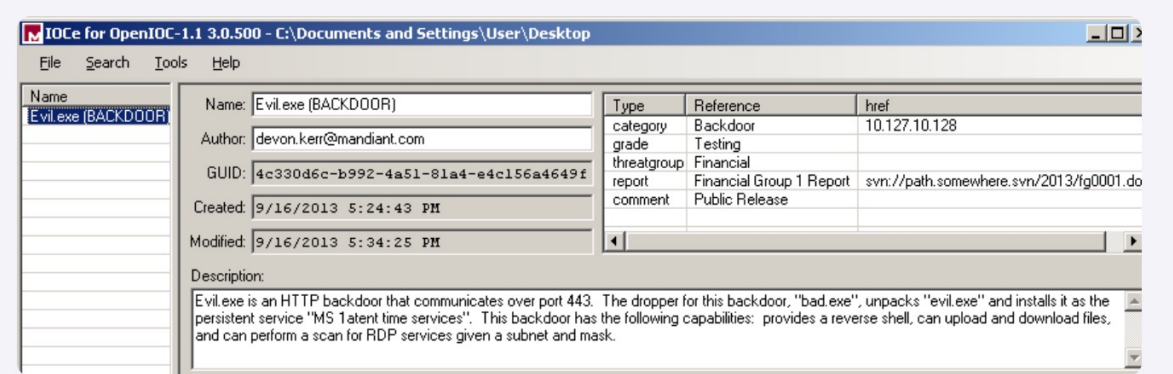 IOCe for OpenIOC-1.1 3.0.500 - C:\Documents and Settings\User\Desktop
File Search Tools Help
Name
Evil.exe (BACKDOOR)
Name: Evil.exe (BACKDOOR)
Author: devon.kerr@mandiant.com
GUID: 4c330d6c-b992-4a51-81a4-e4c156a4649f
Created: 9/16/2013 5:24:43 PM
Modified: 9/16/2013 5:34:25 PM
Type Reference href
category Backdoor 10.127.10.128
grade Testing
threatgroup Financial
report Financial Group 1 Report svn://path.somewhere.svn/2013/fg0001.do
comment Public Release
Description:
Evil.exe is an HTTP backdoor that communicates over port 443. The dropper for this backdoor, "bad.exe", unpacks "evil.exe" and installs it as the
persistent service "MS 1atent time services". This backdoor has the following capabilities: provides a reverse shell, can upload and download files,
and can perform a scan for RDP services given a subnet and mask.